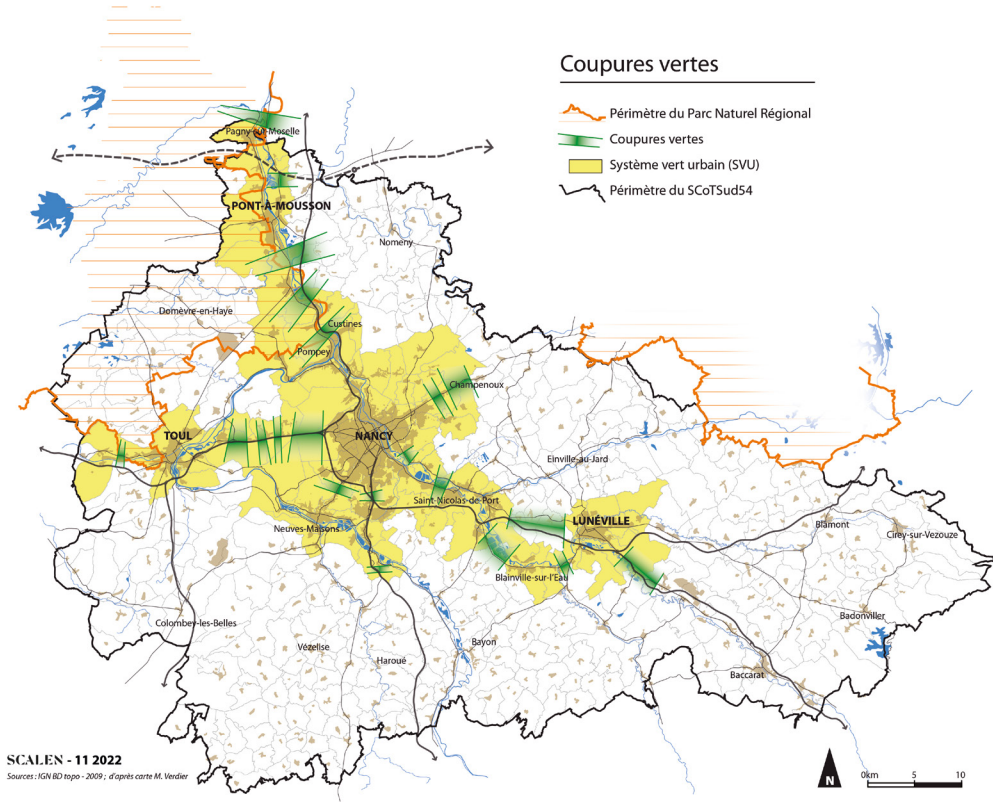 Coupures vertes
Périmètre du Parc Naturel Régional
Coupures vertes
Système vert urbain (SVU)
Périmètre du SCoTSud54
Pagny-sur-Moselle
PONT-À-MOUSSON
Nomeny
Domèvre-en-Haye
Custines
Pompey
Champenoux
TOUL
NANCY
Einville-au-Jard
Saint-Nicolas-de-Port
LUNÉVILLE
Neuves-Maisons
Blâmont
Cirey-sur-Vezouze
Blainville-sur-l'Eau
Colombey-les-Belles
Badonviller
Vézelise
Haroué
Bayon
Baccarat
SCALEN - 11 2022
Sources : IGN BD topo - 2009 ; d'après carte M. Verdier
N
0km 5 10